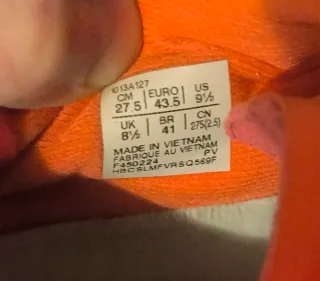 1013A127
CM EURO US
27.5 43.5 9½
UK BR CN
8½ 41 275(2.5)
MADE IN VIETNAM
FABRIQUE AU VIETNAM
F450224 PV
HBCSLMFVRSQ569F